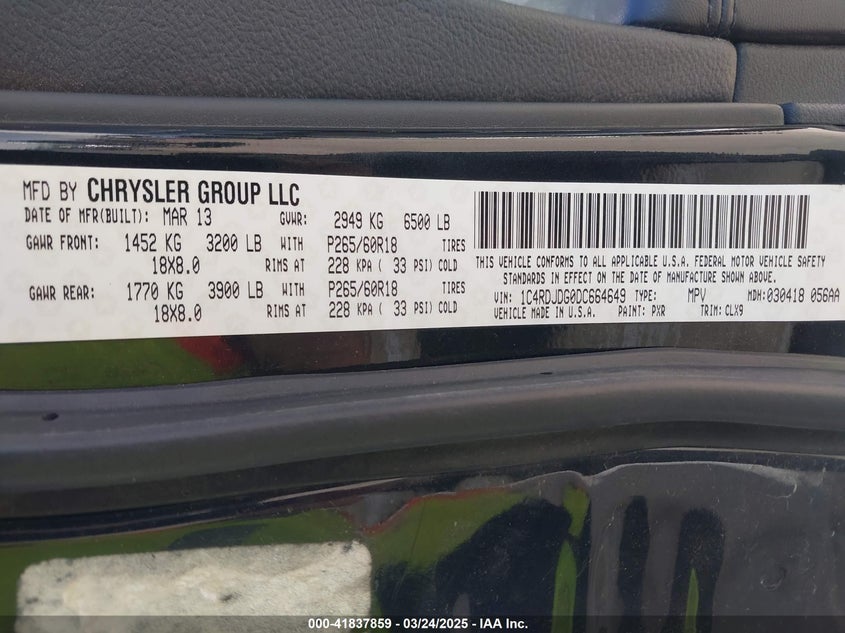 MFD BY CHRYSLER GROUP LLC
DATE OF MFR(BUILT): MAR 13 GVWR: 2949 KG 6500 LB
GAWR FRONT: 1452 KG 3200 LB WITH P265/60R18 TIRES
18X8.0 RIMS AT 228 KPA ( 33 PSI) COLD
GAWR REAR: 1770 KG 3900 LB WITH P265/60R18 TIRES
18X8.0 RIMS AT 228 KPA ( 33 PSI) COLD
THIS VEHICLE CONFORMS TO ALL APPLICABLE U.S.A. FEDERAL MOTOR VEHICLE SAFETY
STANDARDS IN EFFECT ON THE DATE OF MANUFACTURE SHOWN ABOVE.
VIN: 1C4RDJDG0DC664649 TYPE: MPV MDH:030418 056AA
VEHICLE MADE IN U.S.A. PAINT: PXR TRIM: CLX9
000-41837859 - 03/24/2025 - IAA Inc.